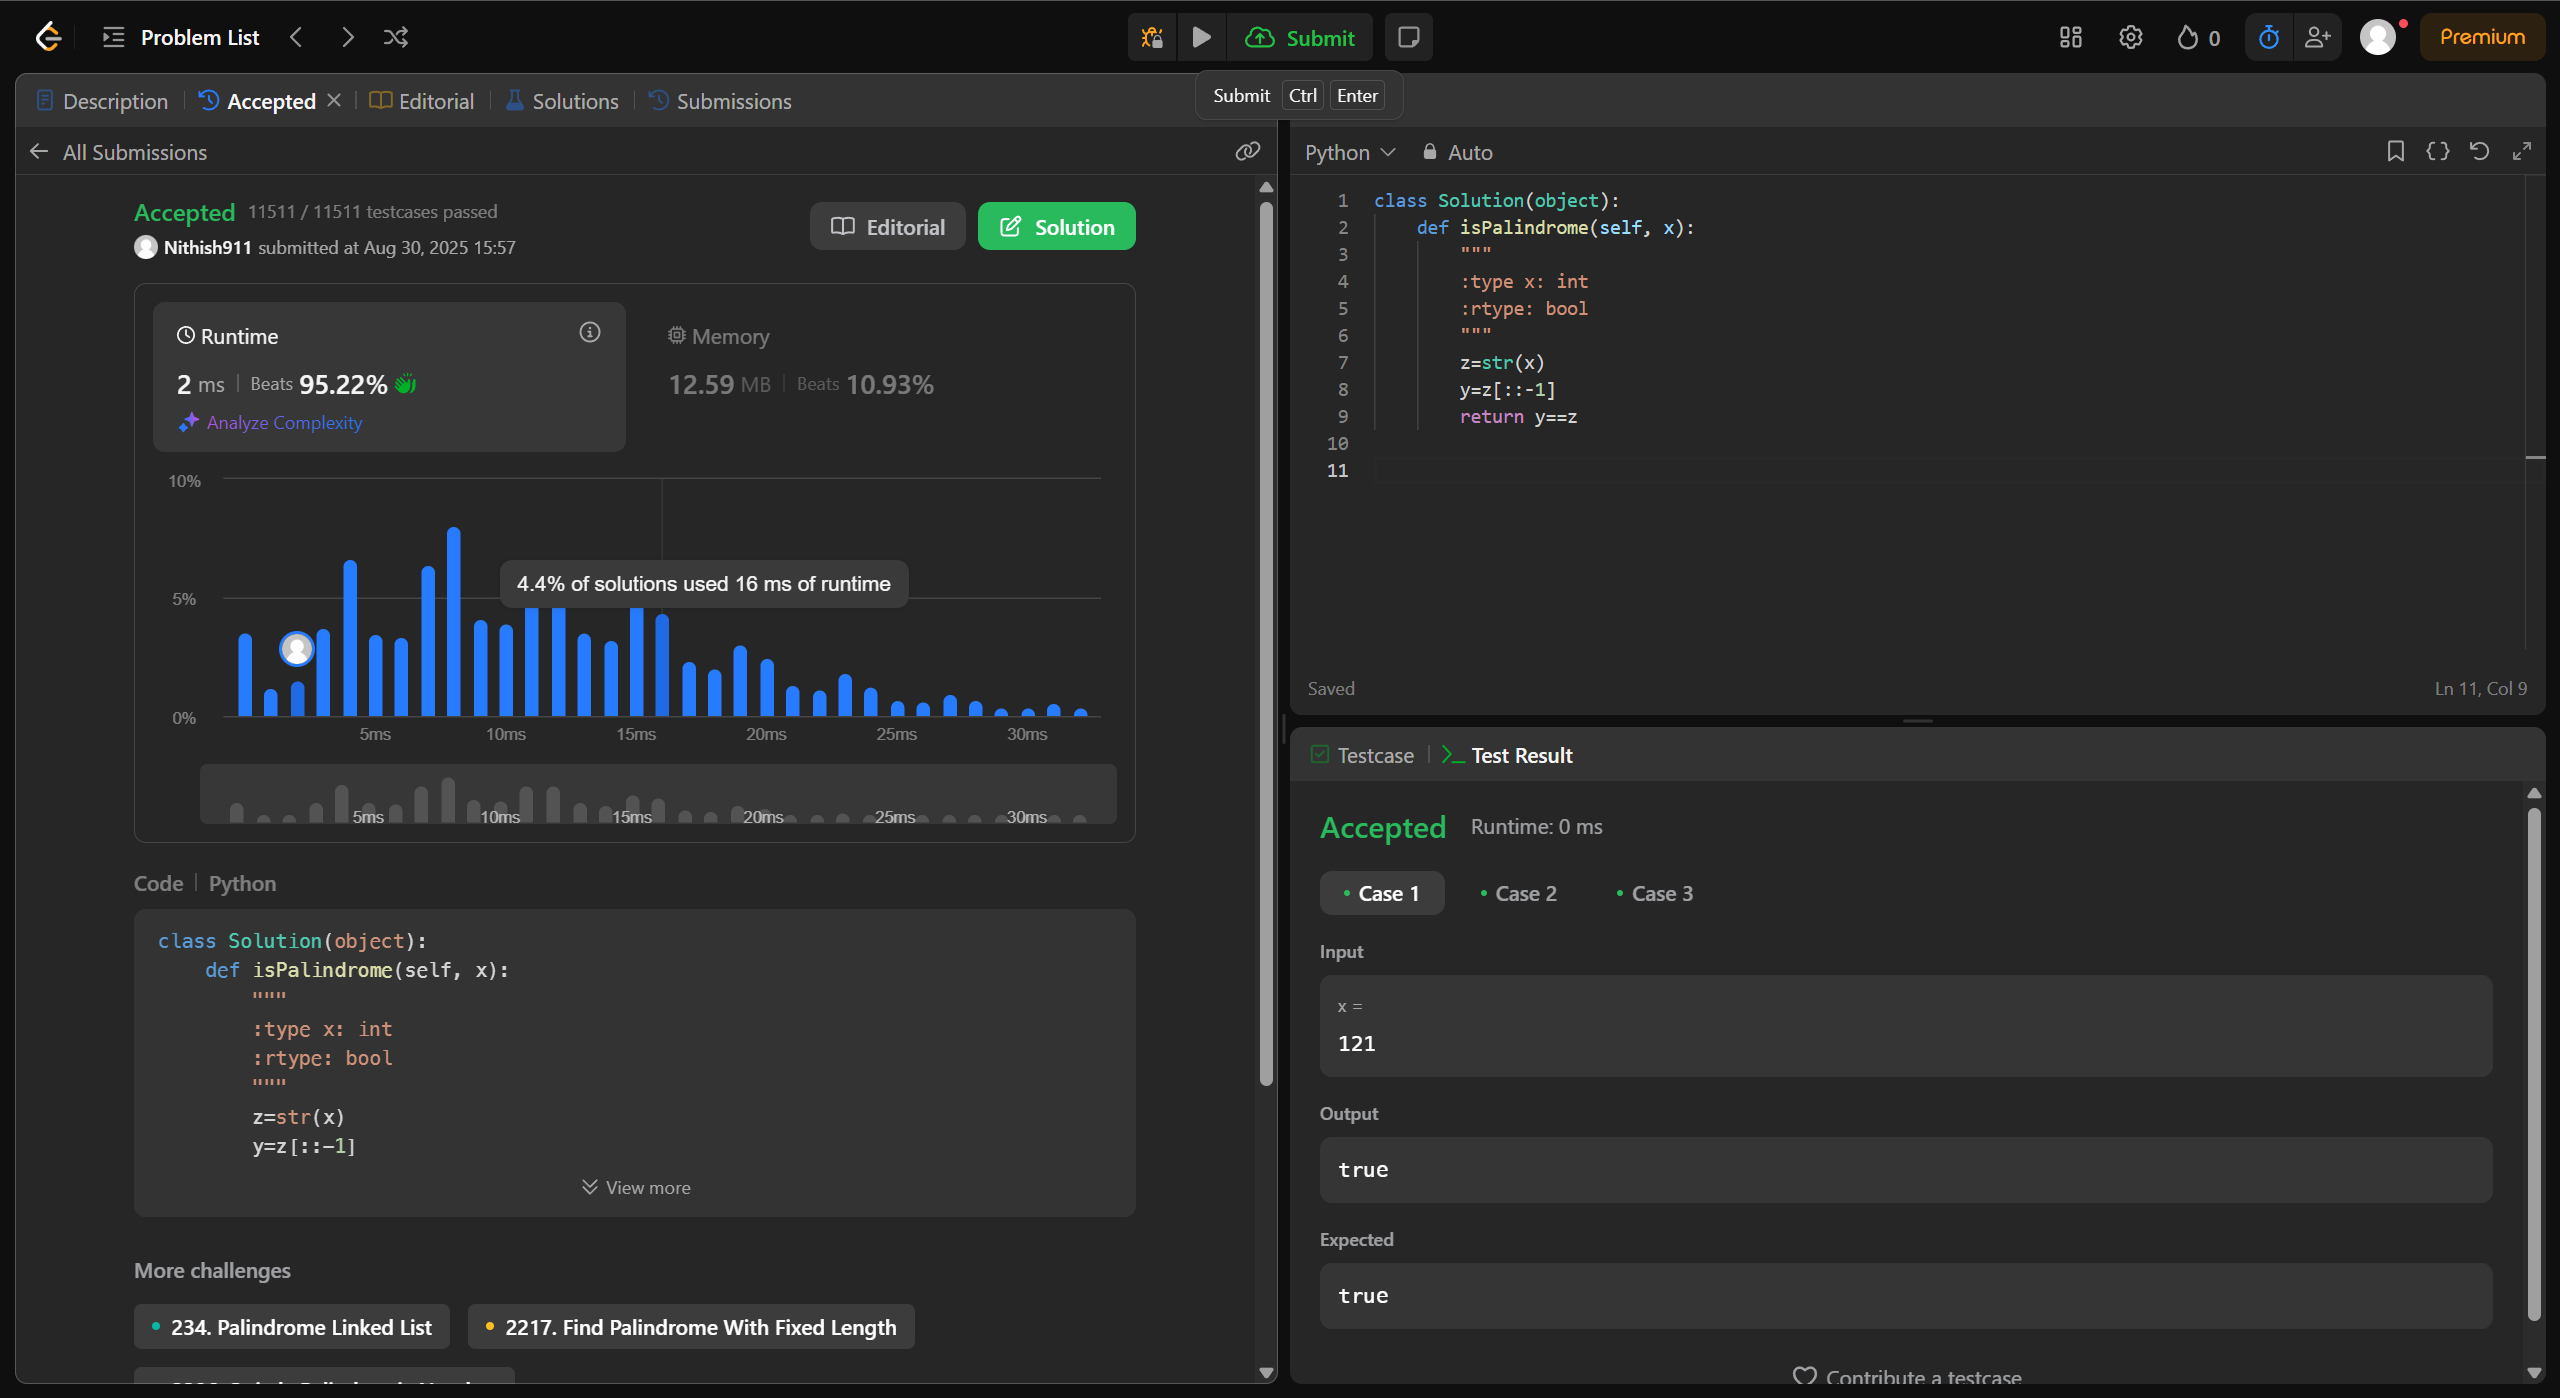 Problem List
Submit
0
Premium
Description
Accepted
Editorial
Solutions
Submissions
Submit Ctrl Enter
All Submissions
Accepted 11511 / 11511 testcases passed
Nithish911 submitted at Aug 30, 2025 15:57
Editorial
Solution
Runtime
2 ms Beats 95.22%
Analyze Complexity
Memory
12.59 MB Beats 10.93%
10%
5%
0%
4.4% of solutions used 16 ms of runtime
5ms 10ms 15ms 20ms 25ms 30ms
5ms 10ms 15ms 20ms 25ms 30ms
Code Python
class Solution(object):
def isPalindrome(self, x):
"""
:type x: int
:rtype: bool
"""
z=str(x)
y=z[::-1]
View more
More challenges
234. Palindrome Linked List
2217. Find Palindrome With Fixed Length
Python Auto
1 class Solution(object):
2 def isPalindrome(self, x):
3 """
4 :type x: int
5 :rtype: bool
6 """
7 z=str(x)
8 y=z[::-1]
9 return y==z
10
11
Saved
Ln 11, Col 9
Testcase
Test Result
Accepted Runtime: 0 ms
Case 1
Case 2
Case 3
Input
x =
121
Output
true
Expected
true
Contribute a testcase